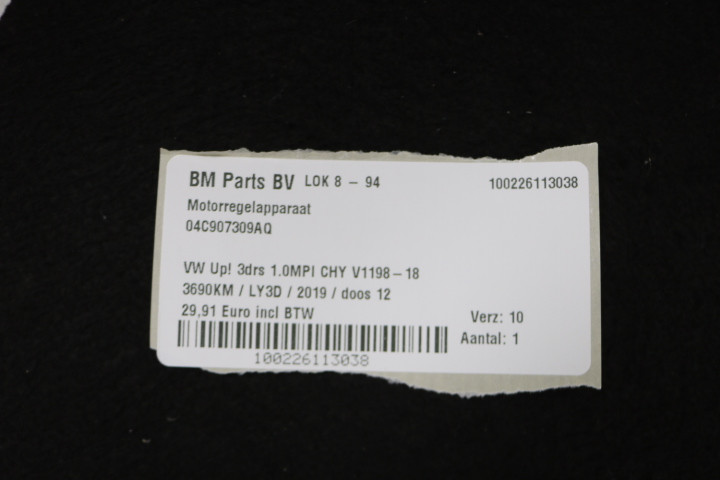 BM Parts BV LOK 8 - 94 100226113038
Motorregelapparaat
04C907309AQ
VW Up! 3drs 1.0MPI CHY V1198-18
3690KM / LY3D / 2019 / doos 12
29,91 Euro incl BTW Verz: 10
Aantal: 1
100226113038